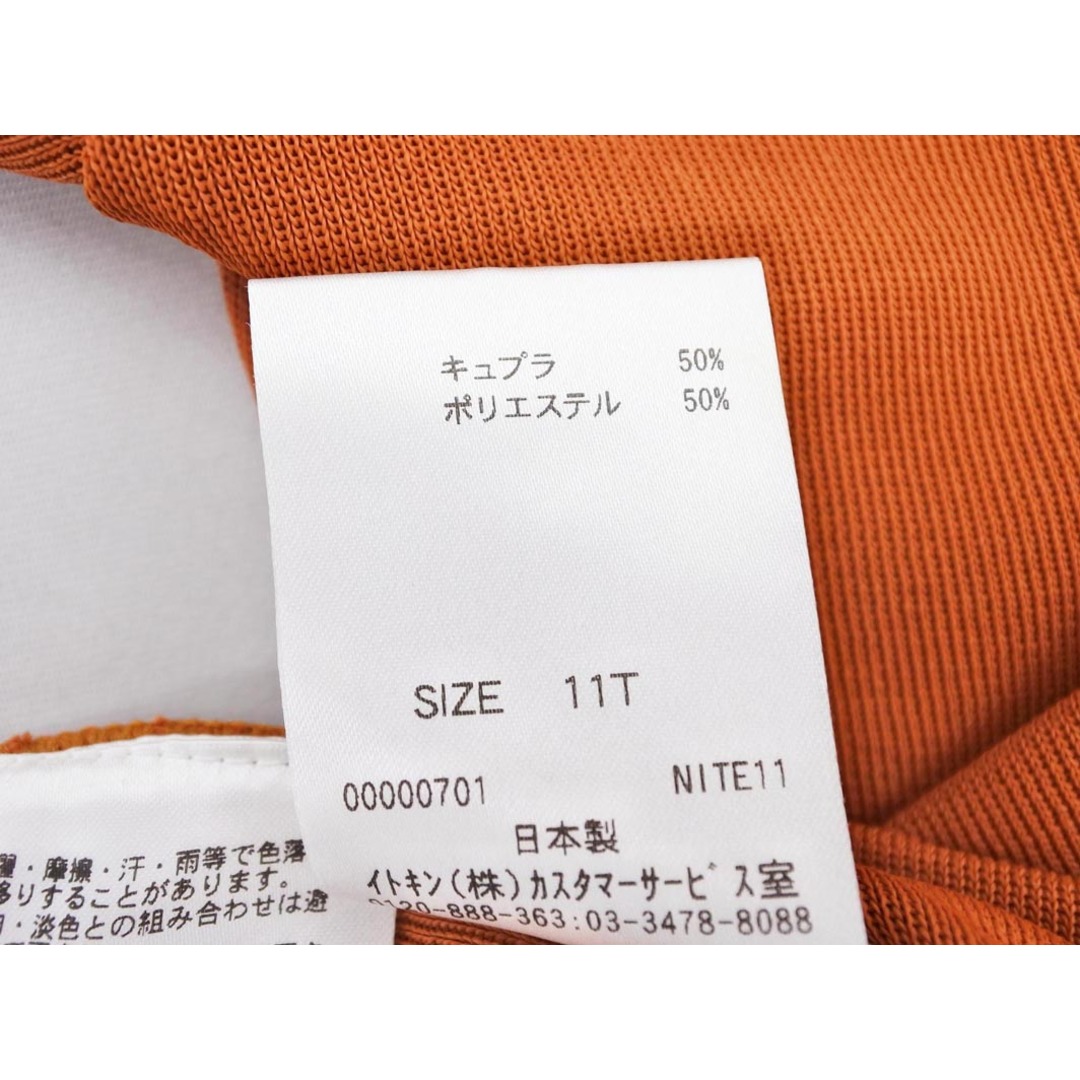 キュプラ 50%
ポリエステル 50%
SIZE 11T
00000701 NITE11
日本製
イトキン(株)カスタマーサービス室
0120-888-363:03-3478-8088
・摩擦・汗・雨等で色落
移りすることがあります。
・淡色との組み合わせは避